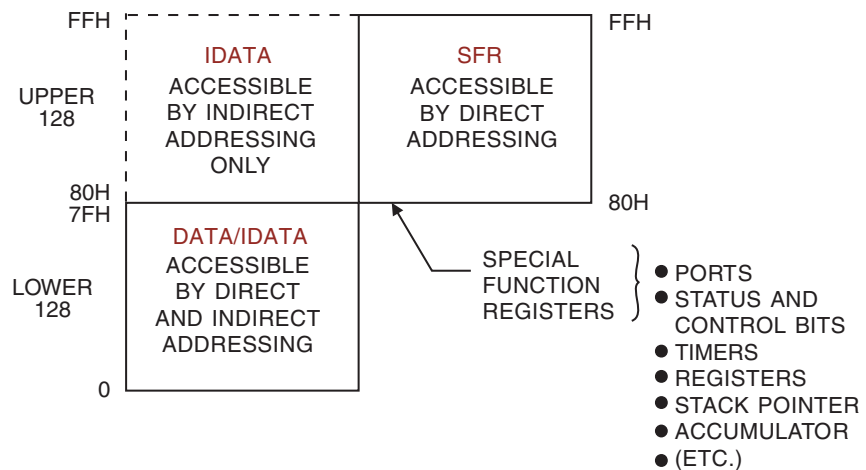 FFH
UPPER
128
80H
7FH
LOWER
128
0
IDATA
ACCESSIBLE
BY INDIRECT
ADDRESSING
ONLY
SFR
ACCESSIBLE
BY DIRECT
ADDRESSING
FFH
80H
DATA/IDATA
ACCESSIBLE
BY DIRECT
AND INDIRECT
ADDRESSING
SPECIAL
FUNCTION
REGISTERS
● PORTS
● STATUS AND
CONTROL BITS
● TIMERS
● REGISTERS
● STACK POINTER
● ACCUMULATOR
● (ETC.)